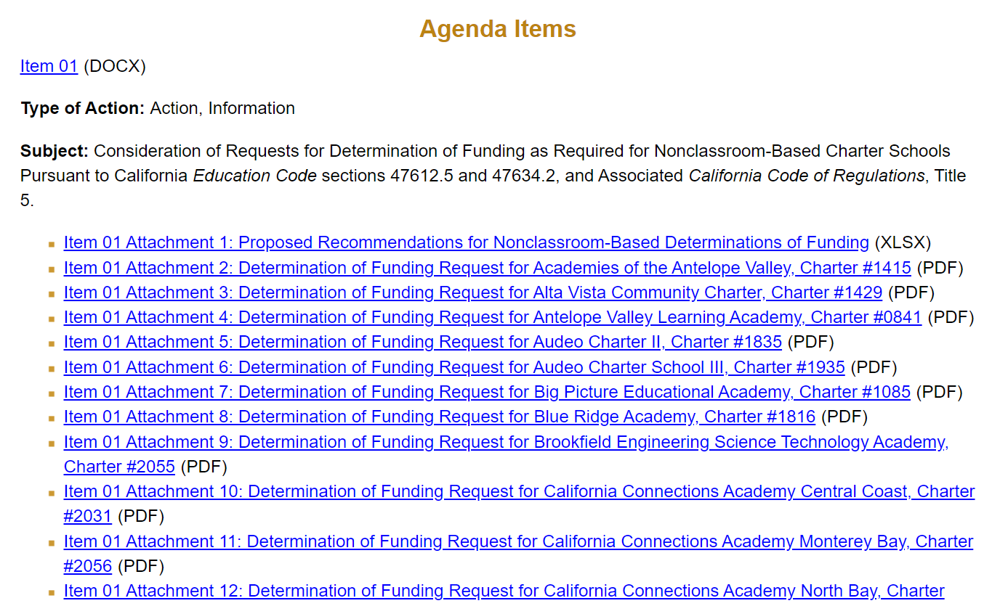 Agenda Items
Item 01 (DOCX)
Type of Action: Action, Information
Subject: Consideration of Requests for Determination of Funding as Required for Nonclassroom-Based Charter Schools
Pursuant to California Education Code sections 47612.5 and 47634.2, and Associated California Code of Regulations, Title
5.
Item 01 Attachment 1: Proposed Recommendations for Nonclassroom-Based Determinations of Funding (XLSX)
Item 01 Attachment 2: Determination of Funding Request for Academies of the Antelope Valley, Charter #1415 (PDF)
Item 01 Attachment 3: Determination of Funding Request for Alta Vista Community Charter, Charter #1429 (PDF)
Item 01 Attachment 4: Determination of Funding Request for Antelope Valley Learning Academy, Charter #0841 (PDF)
Item 01 Attachment 5: Determination of Funding Request for Audeo Charter II, Charter #1835 (PDF)
Item 01 Attachment 6: Determination of Funding Request for Audeo Charter School III, Charter #1935 (PDF)
Item 01 Attachment 7: Determination of Funding Request for Big Picture Educational Academy, Charter #1085 (PDF)
Item 01 Attachment 8: Determination of Funding Request for Blue Ridge Academy, Charter #1816 (PDF)
Item 01 Attachment 9: Determination of Funding Request for Brookfield Engineering Science Technology Academy,
Charter #2055 (PDF)
Item 01 Attachment 10: Determination of Funding Request for California Connections Academy Central Coast, Charter
#2031 (PDF)
Item 01 Attachment 11: Determination of Funding Request for California Connections Academy Monterey Bay, Charter
#2056 (PDF)
Item 01 Attachment 12: Determination of Funding Request for California Connections Academy North Bay, Charter